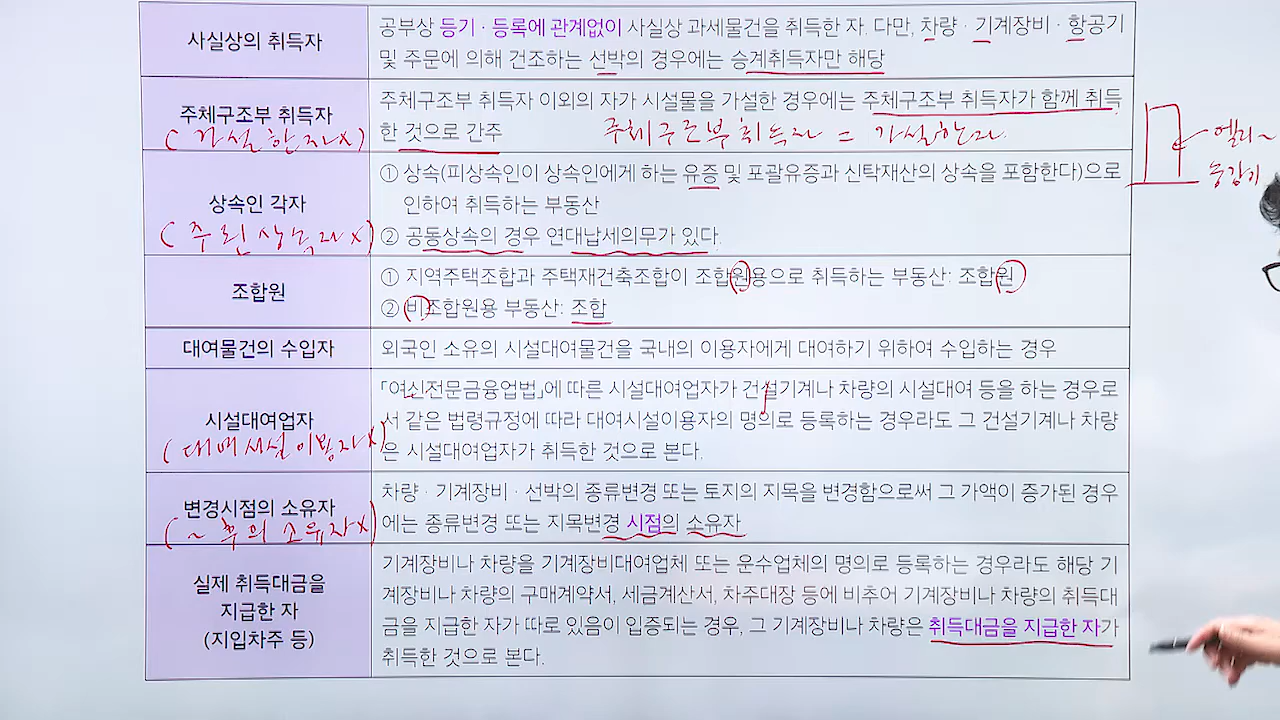 사실상의 취득자
공부상 등기 · 등록에 관계없이 사실상 과세물건을 취득한 자. 다만, 차량 · 기계장비 · 항공기
및 주문에 의해 건조하는 선박의 경우에는 승계취득자만 해당
주체구조부 취득자
(가설한자x)
주체구조부 취득자 이외의 자가 시설물을 가설한 경우에는 주체구조부 취득자가 함께 취득
한 것으로 간주
주체구조부취득자 = 가설한자.
상속인 각자
(주된상속자x)
① 상속(피상속인이 상속인에게 하는 유증 및 포괄유증과 신탁재산의 상속을 포함한다)으로
인하여 취득하는 부동산
② 공동상속의 경우 연대납세의무가 있다.
조합원
① 지역주택조합과 주택재건축조합이 조합원용으로 취득하는 부동산: 조합원
② 비조합원용 부동산: 조합
대여물건의 수입자
외국인 소유의 시설대여물건을 국내의 이용자에게 대여하기 위하여 수입하는 경우
시설대여업자
(대여시설이용자x)
「여신전문금융업법」에 따른 시설대여업자가 건설기계나 차량의 시설대여 등을 하는 경우로
서 같은 법령규정에 따라 대여시설이용자의 명의로 등록하는 경우라도 그 건설기계나 차량
은 시설대여업자가 취득한 것으로 본다.
변경시점의 소유자
(~ 후의 소유자x)
차량 · 기계장비 · 선박의 종류변경 또는 토지의 지목을 변경함으로써 그 가액이 증가된 경우
에는 종류변경 또는 지목변경 시점의 소유자
실제 취득대금을
지급한 자
(지입차주 등)
기계장비나 차량을 기계장비대여업체 또는 운수업체의 명의로 등록하는 경우라도 해당 기
계장비나 차량의 구매계약서, 세금계산서, 차주대장 등에 비추어 기계장비나 차량의 취득대
금을 지급한 자가 따로 있음이 입증되는 경우, 그 기계장비나 차량은 취득대금을 지급한 자가
취득한 것으로 본다.
엘리~
승강기